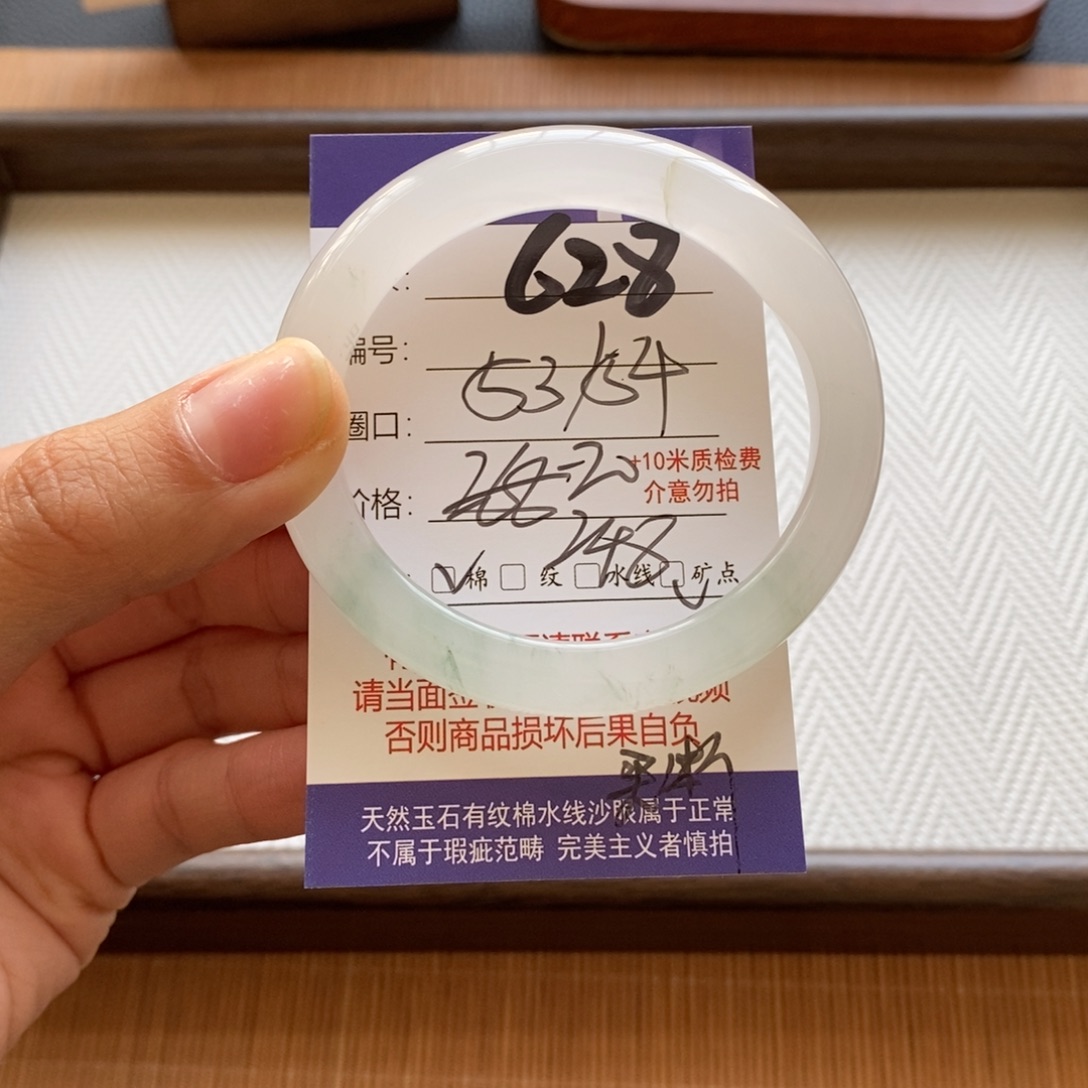 628
编号：
53/54
圈口：
268-20
+10米质检费
价格：
介意勿拍
248
棉 纹 水线 矿点
请当面签
否则商品损坏后果自负
天然玉石有纹棉水线沙眼属于正常
不属于瑕疵范畴 完美主义者慎拍